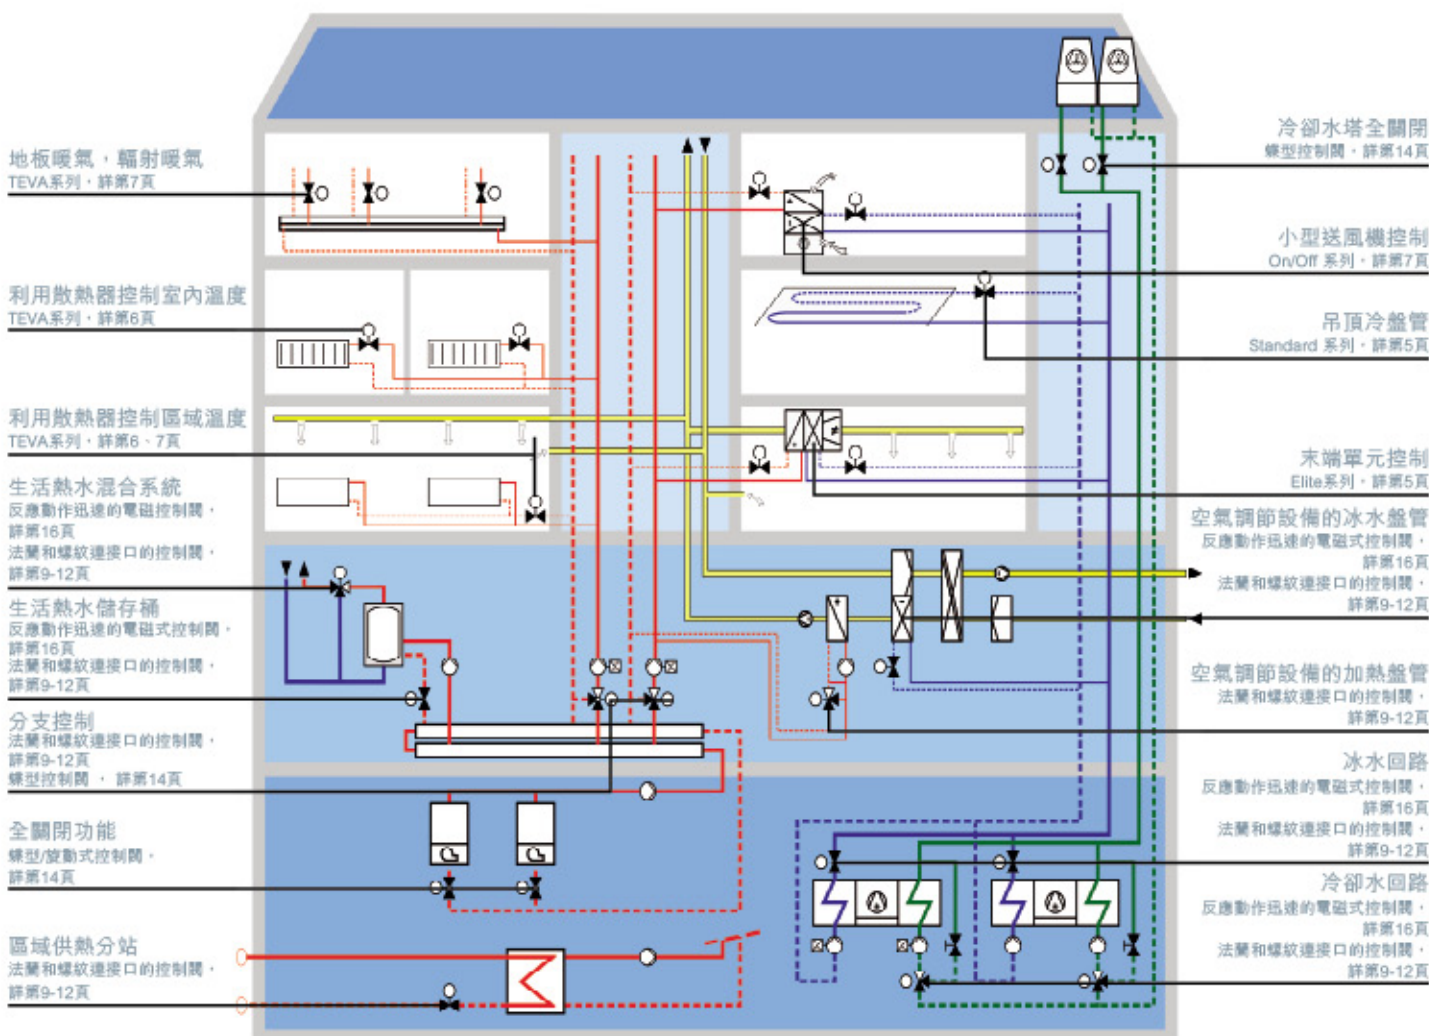 地板暖氣，輻射暖氣
TEVA系列，詳第7頁
利用散熱器控制室內溫度
TEVA系列，詳第6頁
利用散熱器控制區域溫度
TEVA系列，詳第6、7頁
生活熱水混合系統
反應動作迅速的電磁控制閥，
詳第16頁
法蘭和螺紋連接口的控制閥，
詳第9-12頁
生活熱水儲存桶
反應動作迅速的電磁式控制閥，
詳第16頁
法蘭和螺紋連接口的控制閥，
詳第9-12頁
分支控制
法蘭和螺紋連接口的控制閥，
詳第9-12頁
蝶型控制閥 ， 詳第14頁
全關閉功能
蝶型/旋動式控制閥，
詳第14頁
區域供熱分站
法蘭和螺紋連接口的控制閥，
詳第9-12頁
冷卻水塔全關閉
蝶型控制閥，詳第14頁
小型送風機控制
On/Off 系列，詳第7頁
吊頂冷盤管
Standard 系列，詳第5頁
末端單元控制
Elite系列，詳第5頁
空氣調節設備的冰水盤管
反應動作迅速的電磁式控制閥，
詳第16頁
法蘭和螺紋連接口的控制閥，
詳第9-12頁
空氣調節設備的加熱盤管
法蘭和螺紋連接口的控制閥，
詳第9-12頁
冰水回路
反應動作迅速的電磁式控制閥，
詳第16頁
法蘭和螺紋連接口的控制閥，
詳第9-12頁
冷卻水回路
反應動作迅速的電磁式控制閥，
詳第16頁
法蘭和螺紋連接口的控制閥，
詳第9-12頁